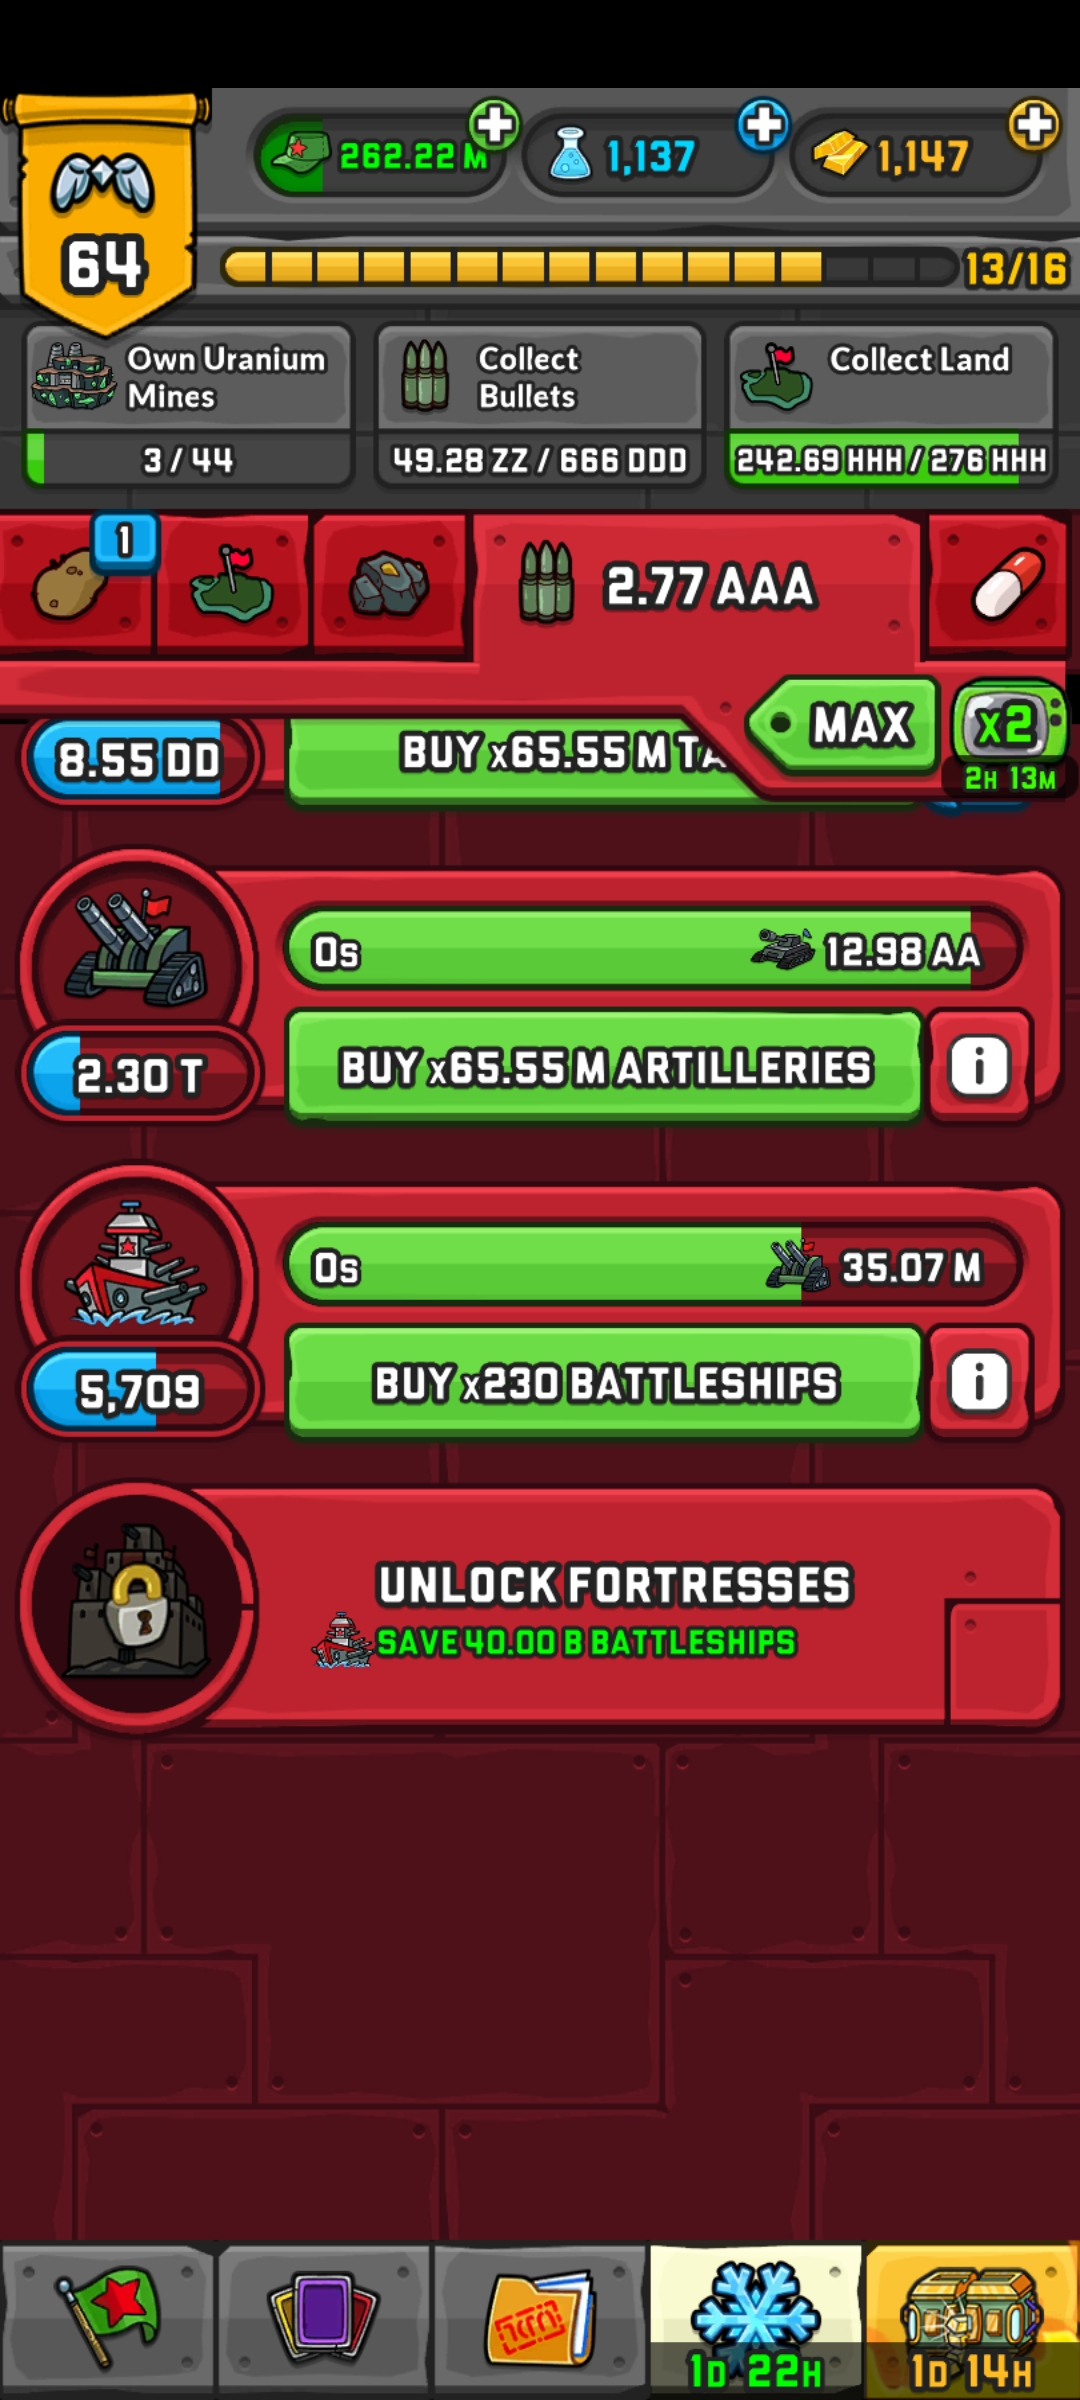 262.22 M
1,137
1,147
64
13/16
Own Uranium
Mines
3 / 44
Collect
Bullets
49.28 ZZ / 666 DDD
Collect Land
242.69 HHH / 276 HHH
1
2.77 AAA
MAX
x2
2H 13M
8.55 DD
BUY x65.55 M TA
0s
12.98 AA
2.30 T
BUY x65.55 M ARTILLERIES
i
0s
35.07 M
5,709
BUY x230 BATTLESHIPS
i
UNLOCK FORTRESSES
SAVE 40.00 B BATTLESHIPS
1D 22H
1D 14H